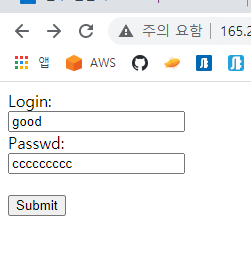 주의 요함
165.2
앱
AWS
Login:
good
Passwd:
ccccccccc
Submit